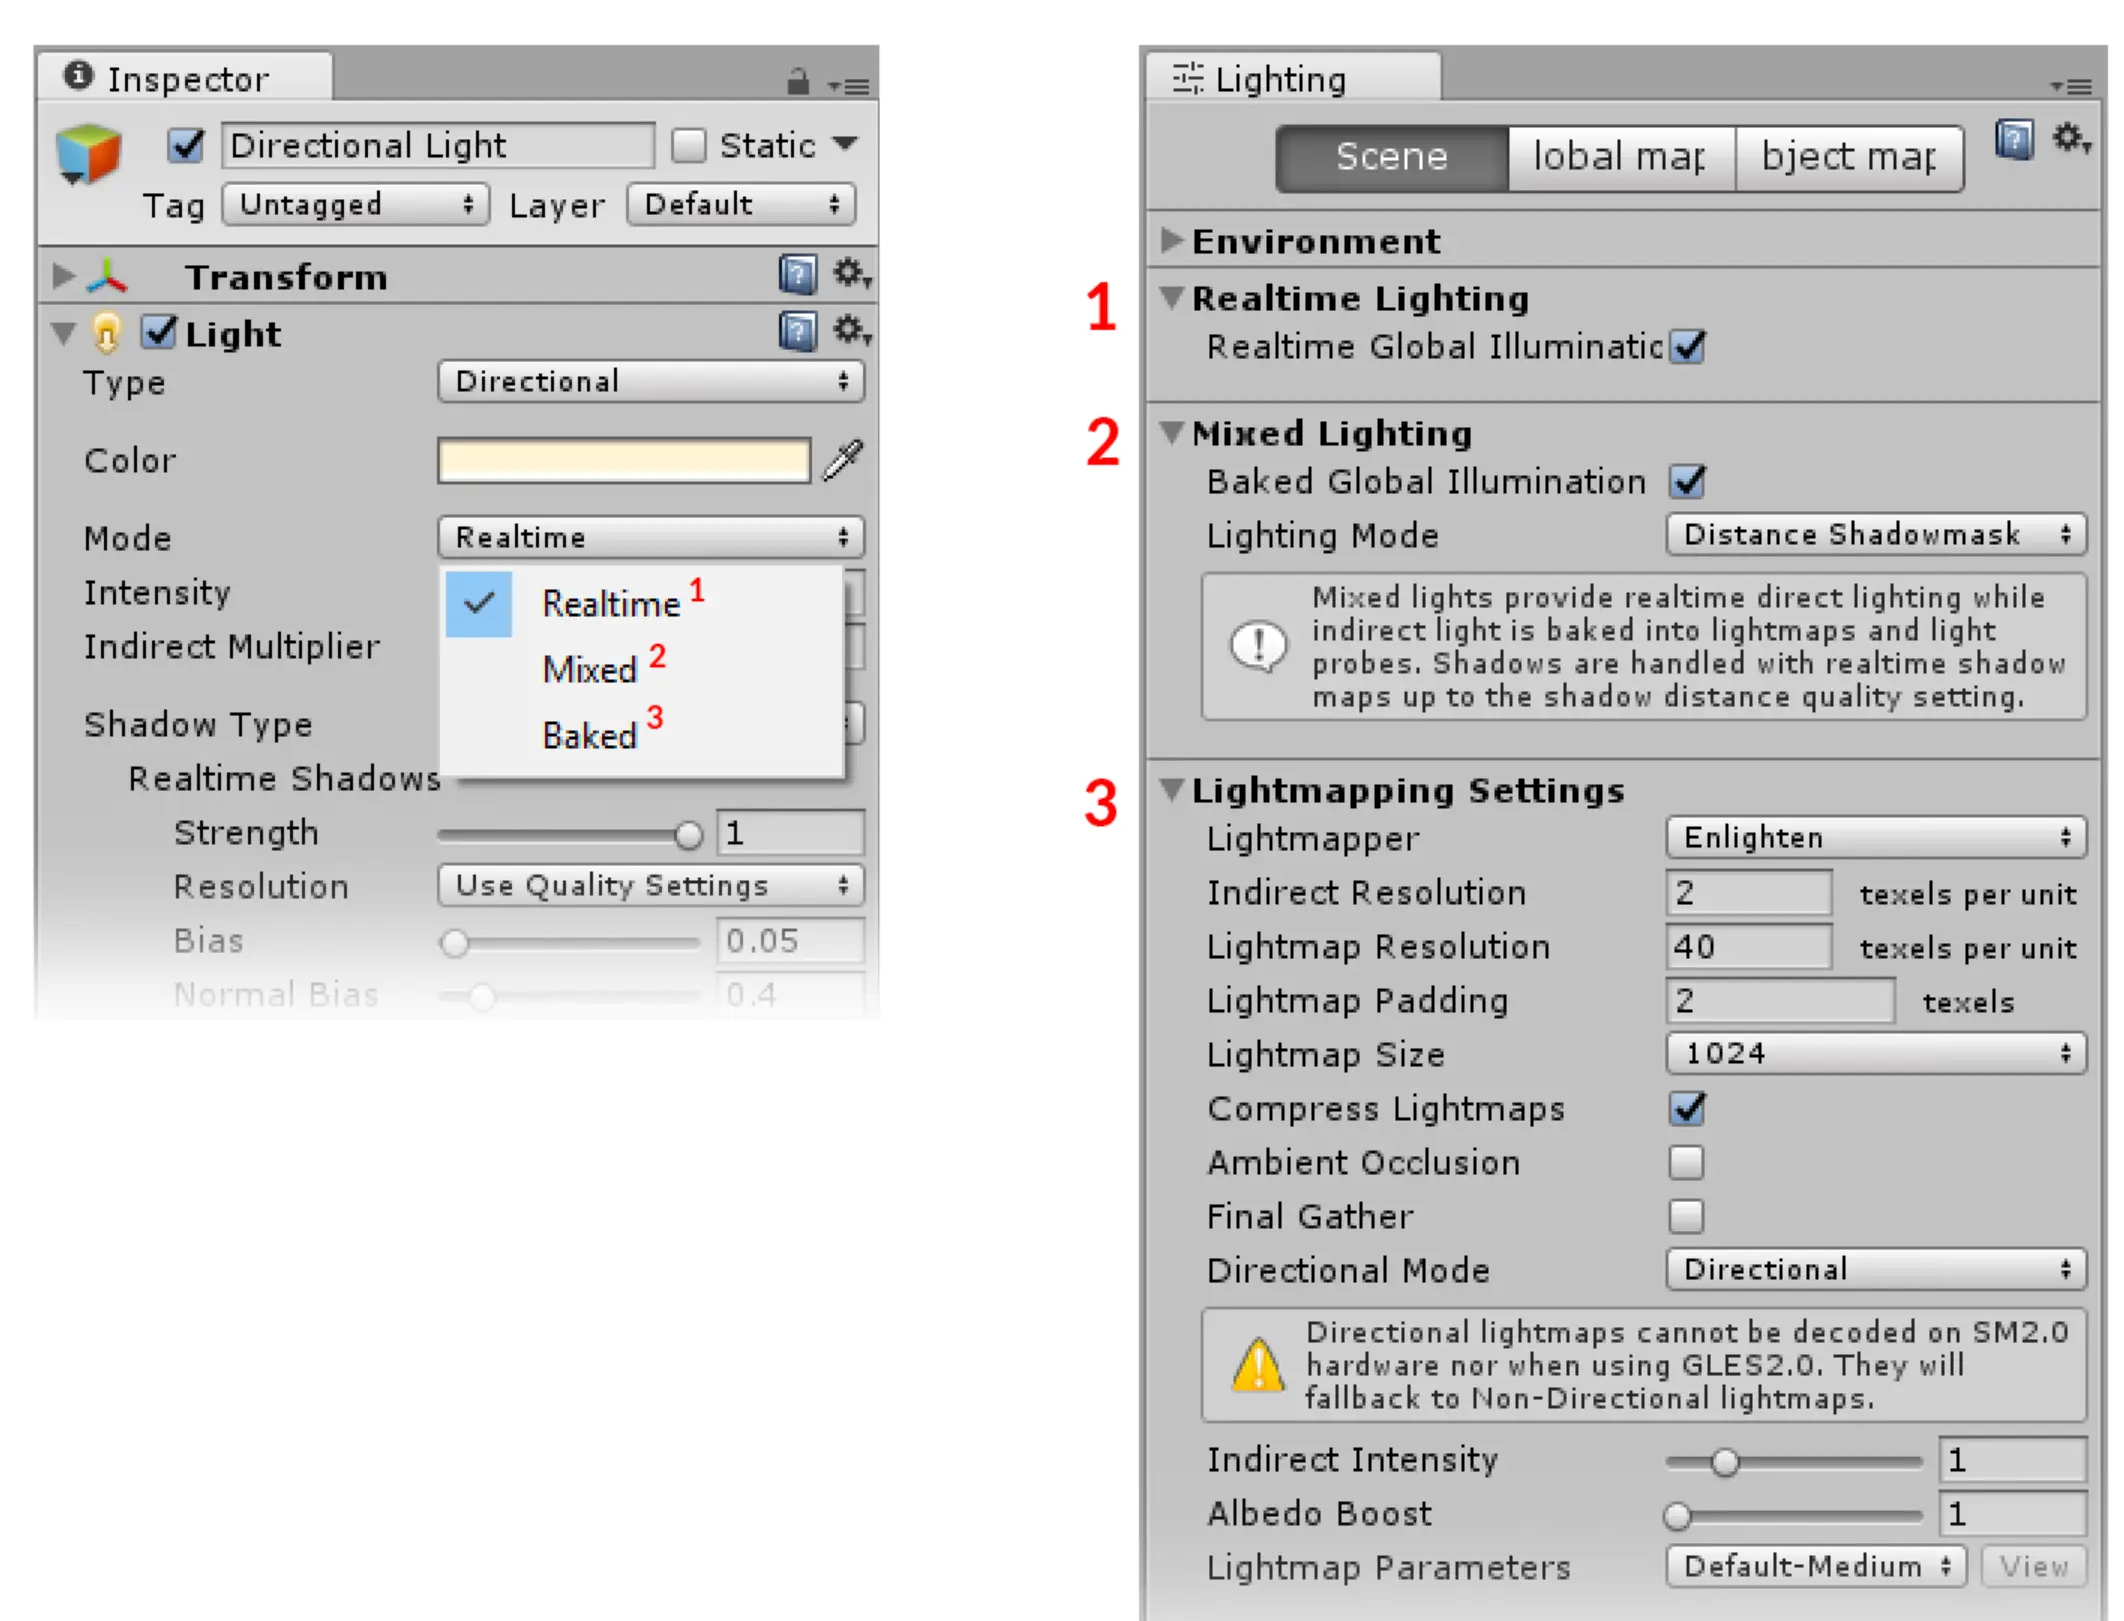 Inspector
Directional Light
Static
Tag Untagged Layer Default
Transform
Light
Type Directional
Color
Mode Realtime
Intensity
Indirect Multiplier
Realtime 1
Mixed 2
Baked 3
Shadow Type
Realtime Shadows
Strength 1
Resolution Use Quality Settings
Bias 0.05
Normal Bias 0.4
Lighting
Scene lobal map bject map
Environment
1 Realtime Lighting
Realtime Global Illuminatic
2 Mixed Lighting
Baked Global Illumination
Lighting Mode Distance Shadowmask
Mixed lights provide realtime direct lighting while
indirect light is baked into lightmaps and light
probes. Shadows are handled with realtime shadow
maps up to the shadow distance quality setting.
3 Lightmapping Settings
Lightmapper Enlighten
Indirect Resolution 2 texels per unit
Lightmap Resolution 40 texels per unit
Lightmap Padding 2 texels
Lightmap Size 1024
Compress Lightmaps
Ambient Occlusion
Final Gather
Directional Mode Directional
Directional lightmaps cannot be decoded on SM2.0
hardware nor when using GLES2.0. They will
fallback to Non-Directional lightmaps.
Indirect Intensity 1
Albedo Boost 1
Lightmap Parameters Default-Medium View